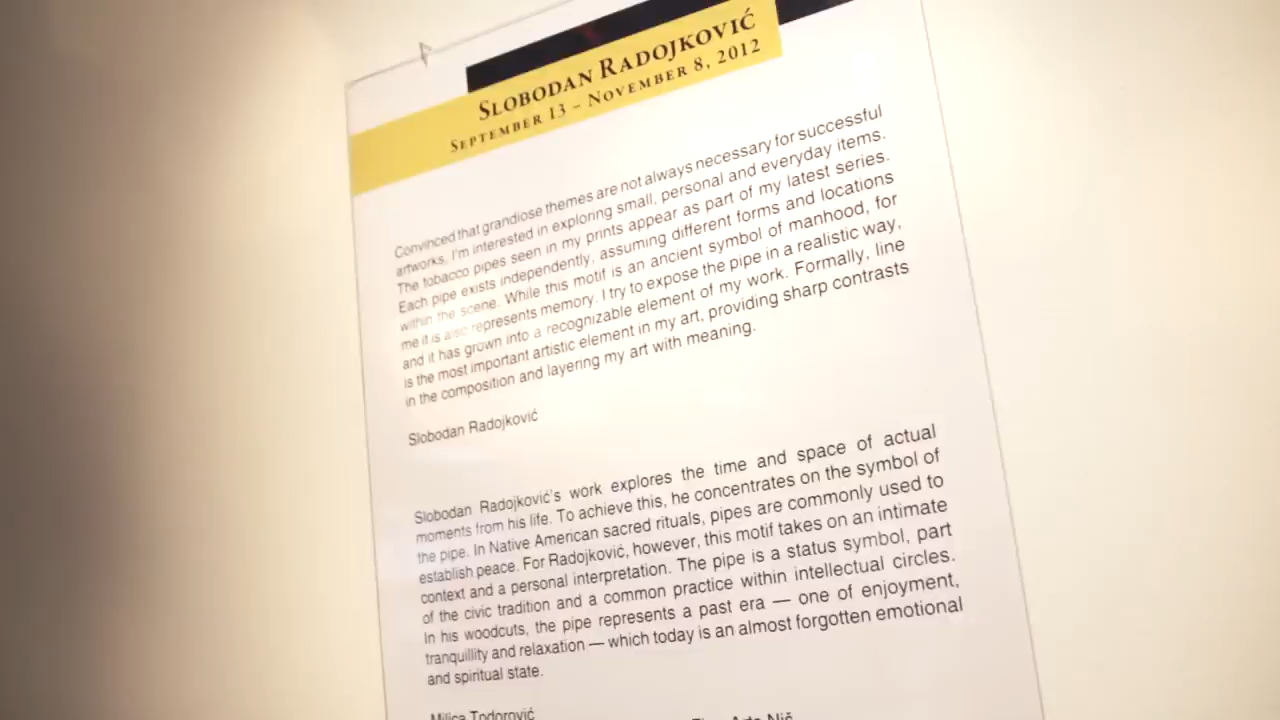 SLOBODAN RADOJKOVIĆ
SEPTEMBER 13 – NOVEMBER 8, 2012
Convinced that grandiose themes are not always necessary for successful
artworks, I'm interested in exploring small, personal and everyday items.
The tobacco pipes seen in my prints appear as part of my latest series.
Each pipe exists independently, assuming different forms and locations
within the scene. While this motif is an ancient symbol of manhood, for
me it is also represents memory. I try to expose the pipe in a realistic way,
and it has grown into a recognizable element of my work. Formally, line
is the most important artistic element in my art, providing sharp contrasts
in the composition and layering my art with meaning.
Slobodan Radojković
Slobodan Radojković's work explores the time and space of actual
moments from his life. To achieve this, he concentrates on the symbol of
the pipe. In Native American sacred rituals, pipes are commonly used to
establish peace. For Radojković, however, this motif takes on an intimate
context and a personal interpretation. The pipe is a status symbol, part
of the civic tradition and a common practice within intellectual circles.
In his woodcuts, the pipe represents a past era — one of enjoyment,
tranquillity and relaxation — which today is an almost forgotten emotional
and spiritual state.
Milica Todorović
Arts Niš